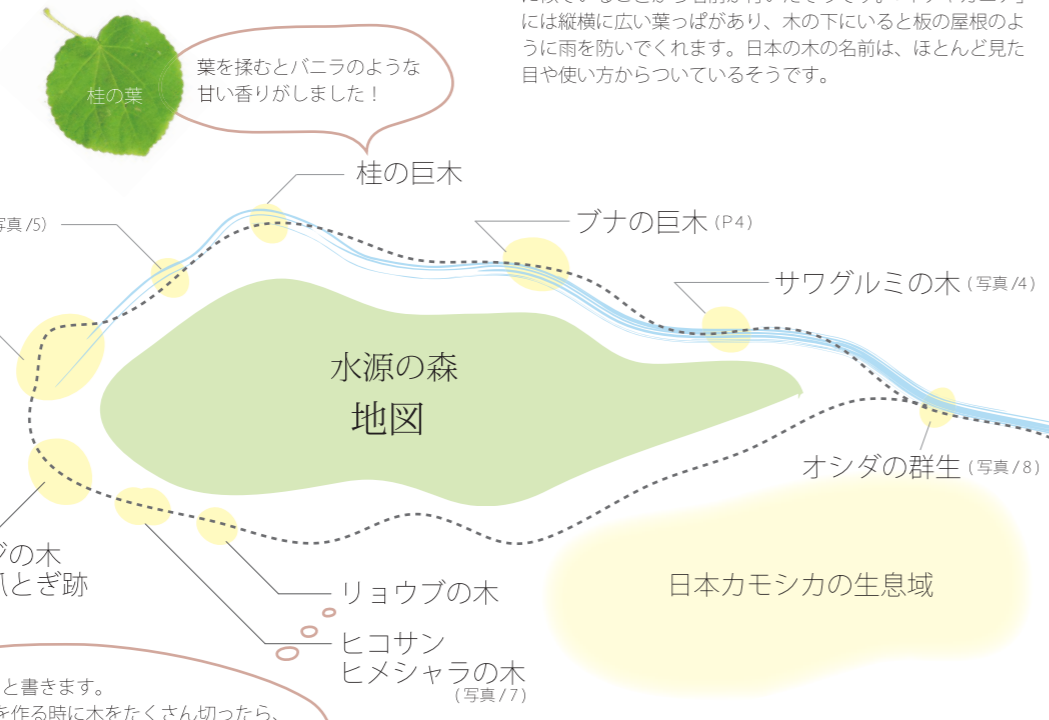 には縦横に広い葉っぱがあり、木の下にいると板の屋根のよ
うに雨を防いでくれます。日本の木の名前は、ほとんど見た
目や使い方からついているそうです。
桂の葉
葉を揉むとバニラのような
甘い香りがしました！
桂の巨木
写真/5)
ブナの巨木 (P4)
サワグルミの木 (写真/4)
水源の森
地図
オシダの群生 (写真/8)
の木
とぎ跡
日本カモシカの生息域
リョウブの木
ヒコサン
ヒメシャラの木
(写真/7)
と書きます。
を作る時に木をたくさん切ったら、